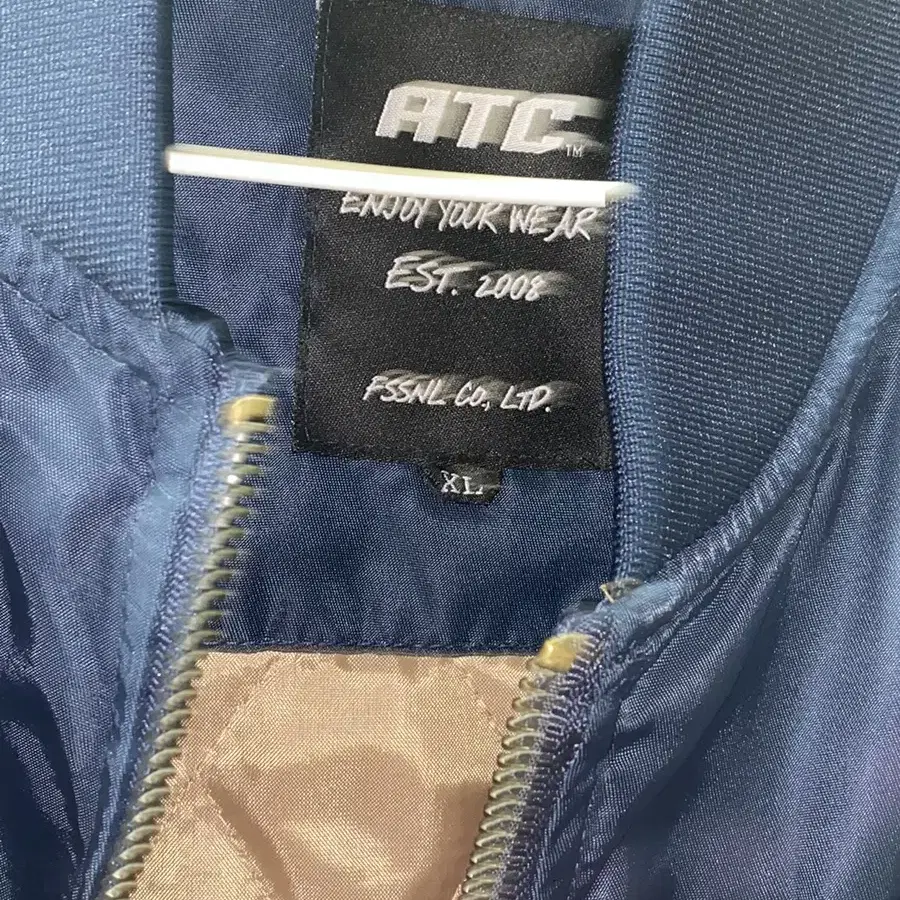 ATC™
ENJOY YOUR WEAR
EST. 2008
FSSNL CO., LTD.
XL